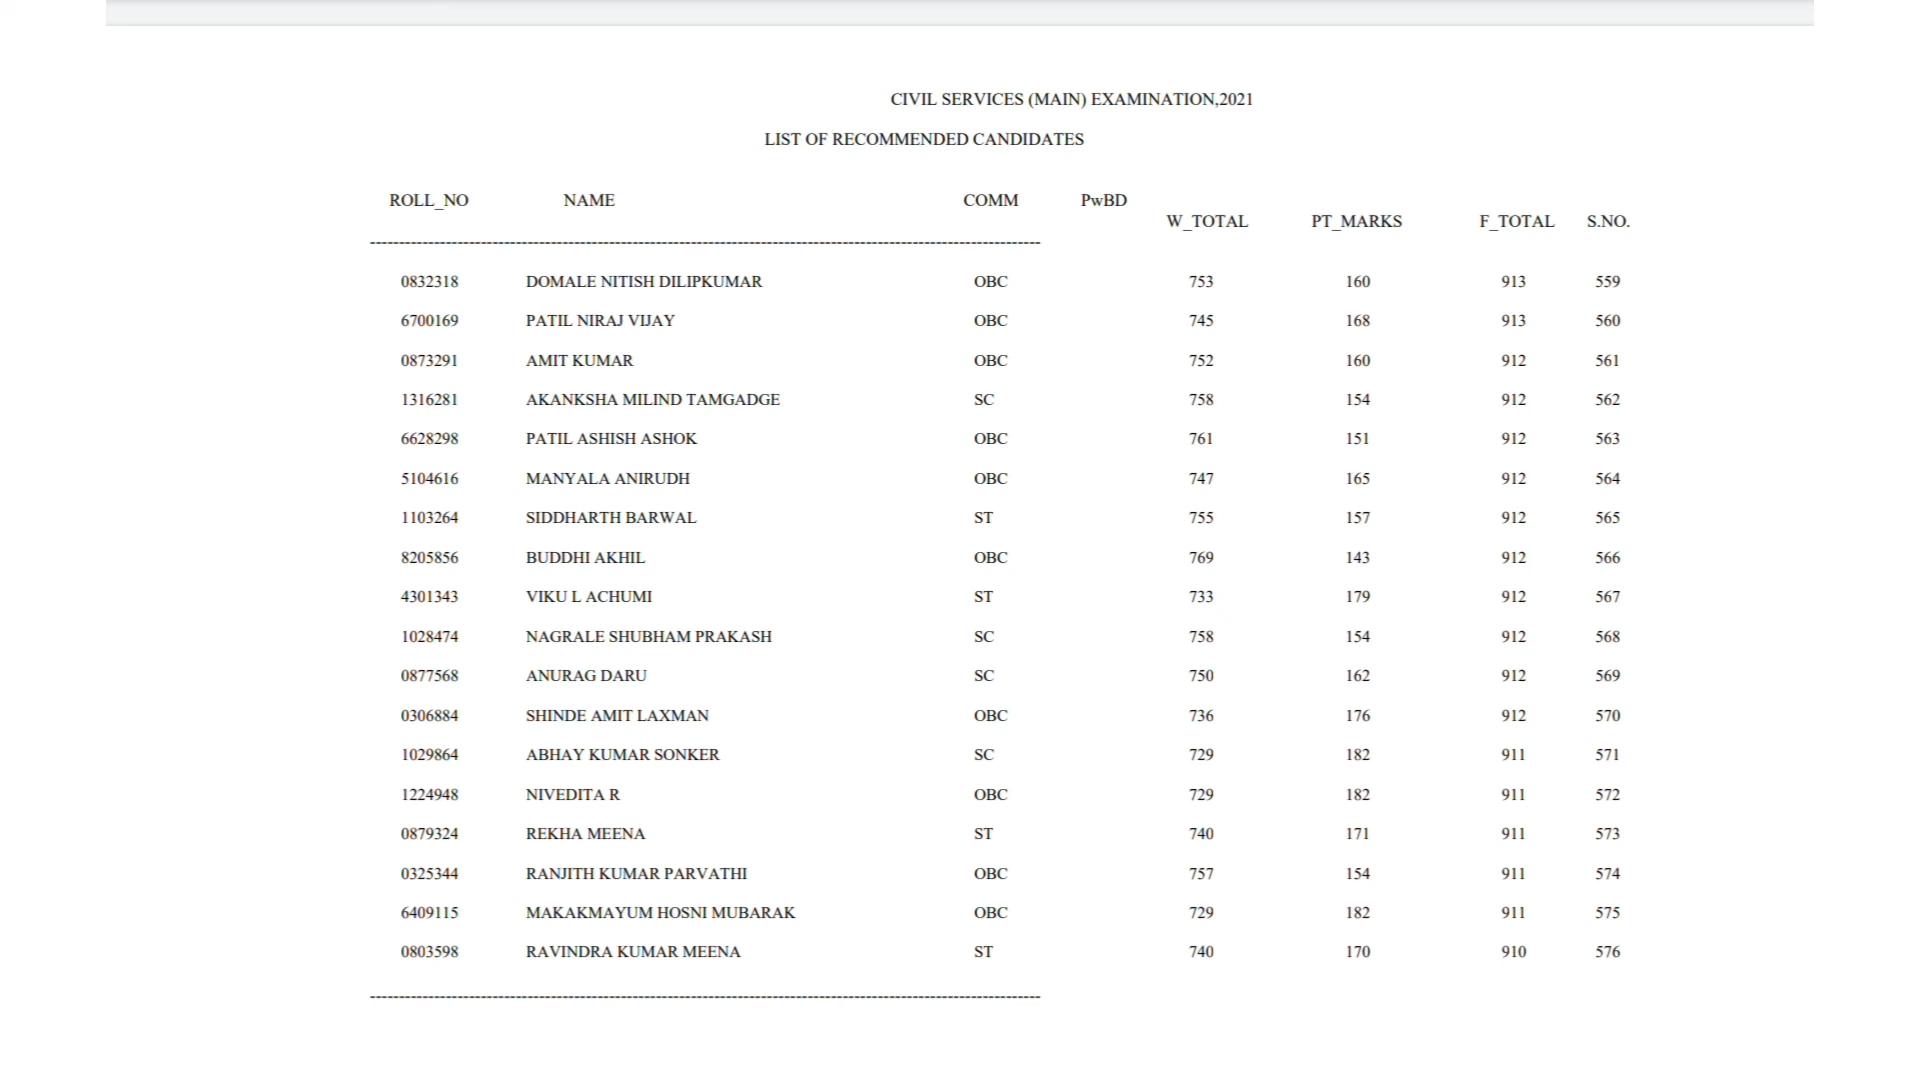 CIVIL SERVICES (MAIN) EXAMINATION,2021
LIST OF RECOMMENDED CANDIDATES
ROLL_NO NAME COMM PwBD W_TOTAL PT_MARKS F_TOTAL S.NO.
0832318 DOMALE NITISH DILIPKUMAR OBC 753 160 913 559
6700169 PATIL NIRAJ VIJAY OBC 745 168 913 560
0873291 AMIT KUMAR OBC 752 160 912 561
1316281 AKANKSHA MILIND TAMGADGE SC 758 154 912 562
6628298 PATIL ASHISH ASHOK OBC 761 151 912 563
5104616 MANYALA ANIRUDH OBC 747 165 912 564
1103264 SIDDHARTH BARWAL ST 755 157 912 565
8205856 BUDDHI AKHIL OBC 769 143 912 566
4301343 VIKU L ACHUMI ST 733 179 912 567
1028474 NAGRALE SHUBHAM PRAKASH SC 758 154 912 568
0877568 ANURAG DARU SC 750 162 912 569
0306884 SHINDE AMIT LAXMAN OBC 736 176 912 570
1029864 ABHAY KUMAR SONKER SC 729 182 911 571
1224948 NIVEDITA R OBC 729 182 911 572
0879324 REKHA MEENA ST 740 171 911 573
0325344 RANJITH KUMAR PARVATHI OBC 757 154 911 574
6409115 MAKAKMAYUM HOSNI MUBARAK OBC 729 182 911 575
0803598 RAVINDRA KUMAR MEENA ST 740 170 910 576